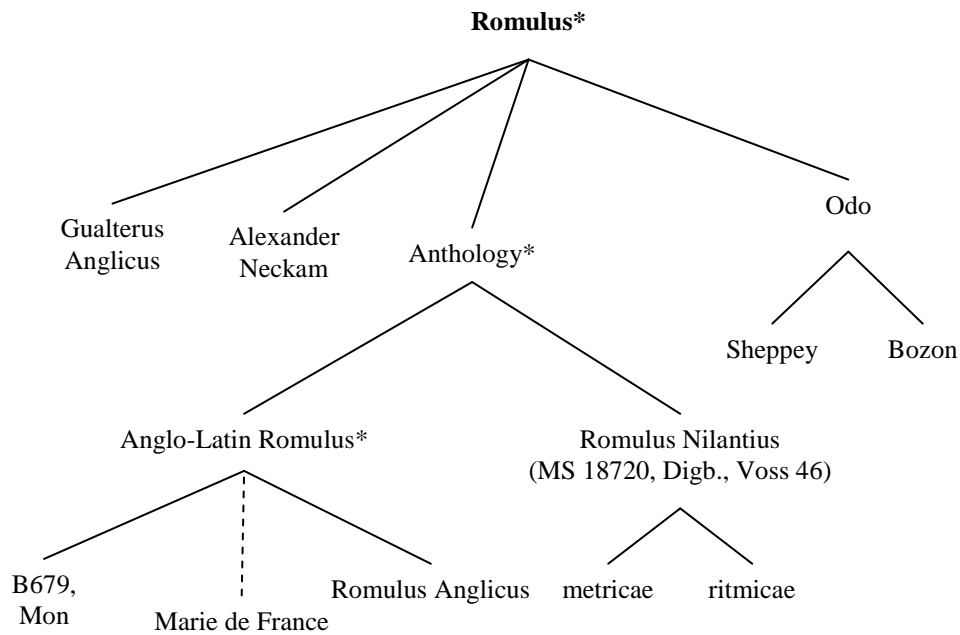 Romulus*
Gualterus
Anglicus
Alexander
Neckam
Anthology*
Odo
Sheppey
Bozon
Anglo-Latin Romulus*
Romulus Nilantius
(MS 18720, Digb., Voss 46)
B679,
Mon
Marie de France
Romulus Anglicus
metricae
ritmicae